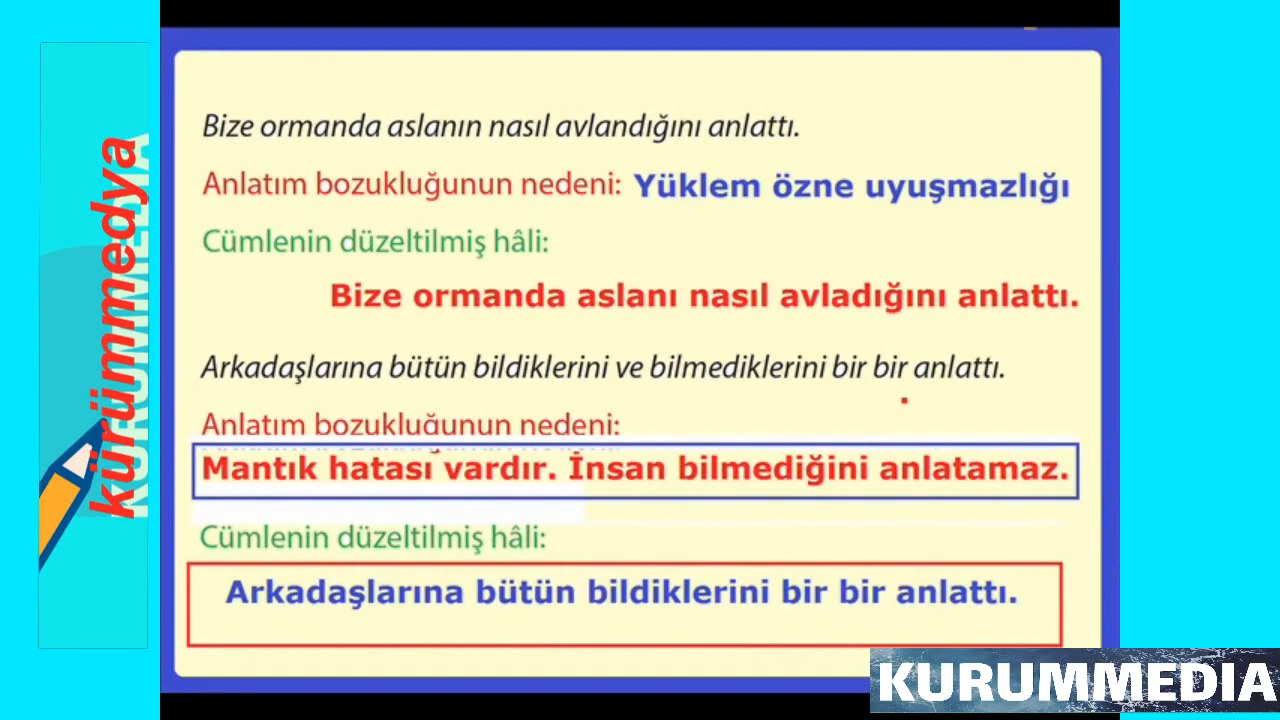 Bize ormanda aslanın nasıl avlandığını anlattı.
Anlatım bozukluğunun nedeni: Yüklem özne uyuşmazlığı
Cümlenin düzeltilmiş hâli:
Bize ormanda aslanı nasıl avladığını anlattı.
Arkadaşlarına bütün bildiklerini ve bilmediklerini bir bir anlattı.
Anlatım bozukluğunun nedeni:
Mantık hatası vardır. İnsan bilmediğini anlatamaz.
Cümlenin düzeltilmiş hâli:
Arkadaşlarına bütün bildiklerini bir bir anlattı.
kürümmedya
KURUMMEDIA
KURUMMEDIA